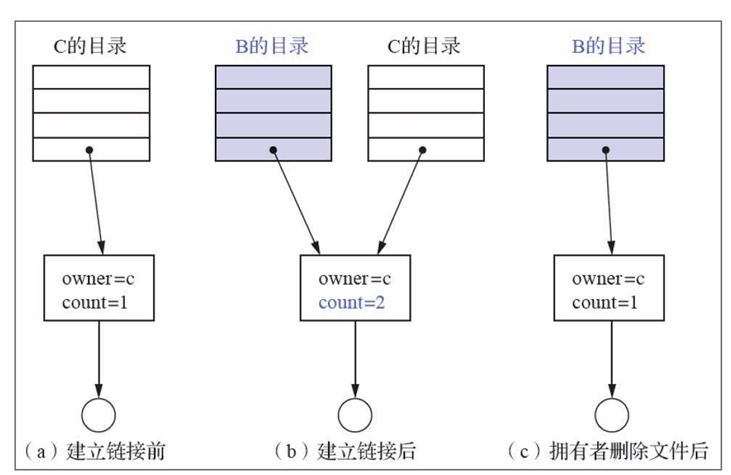 C的目录
owner=c
count=1
(a)建立链接前
B的目录 C的目录
owner=c
count=2
(b)建立链接后
B的目录
owner=c
count=1
(c)拥有者删除文件后